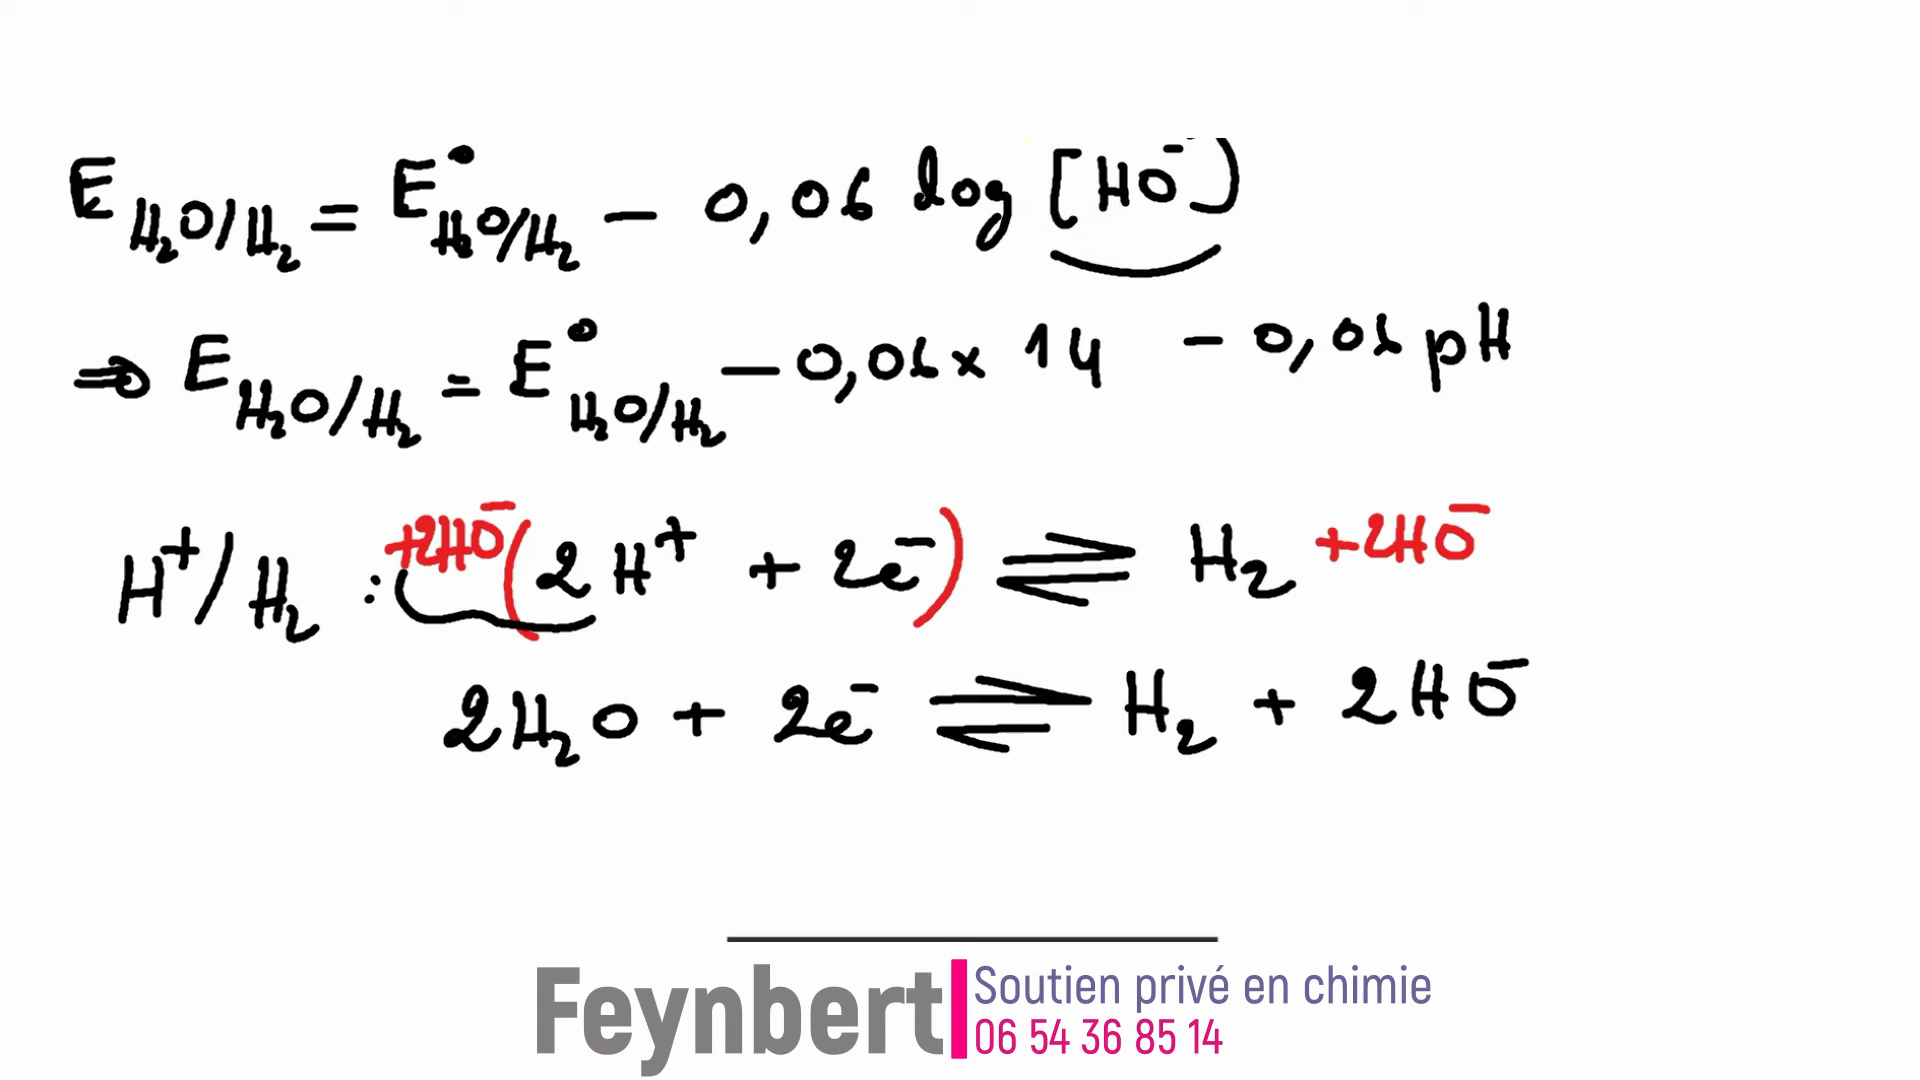 E H₂O/H₂ = E° H₂O/H₂ − 0,06 log [HO⁻]
⇒ E H₂O/H₂ = E° H₂O/H₂ − 0,06 × 14 − 0,06 pH
H⁺/H₂ : +2HO⁻ (2H⁺ + 2e⁻) ⇌ H₂ +2HO⁻
2H₂O + 2e⁻ ⇌ H₂ + 2HO⁻
Feynbert
Soutien privé en chimie
06 54 36 85 14